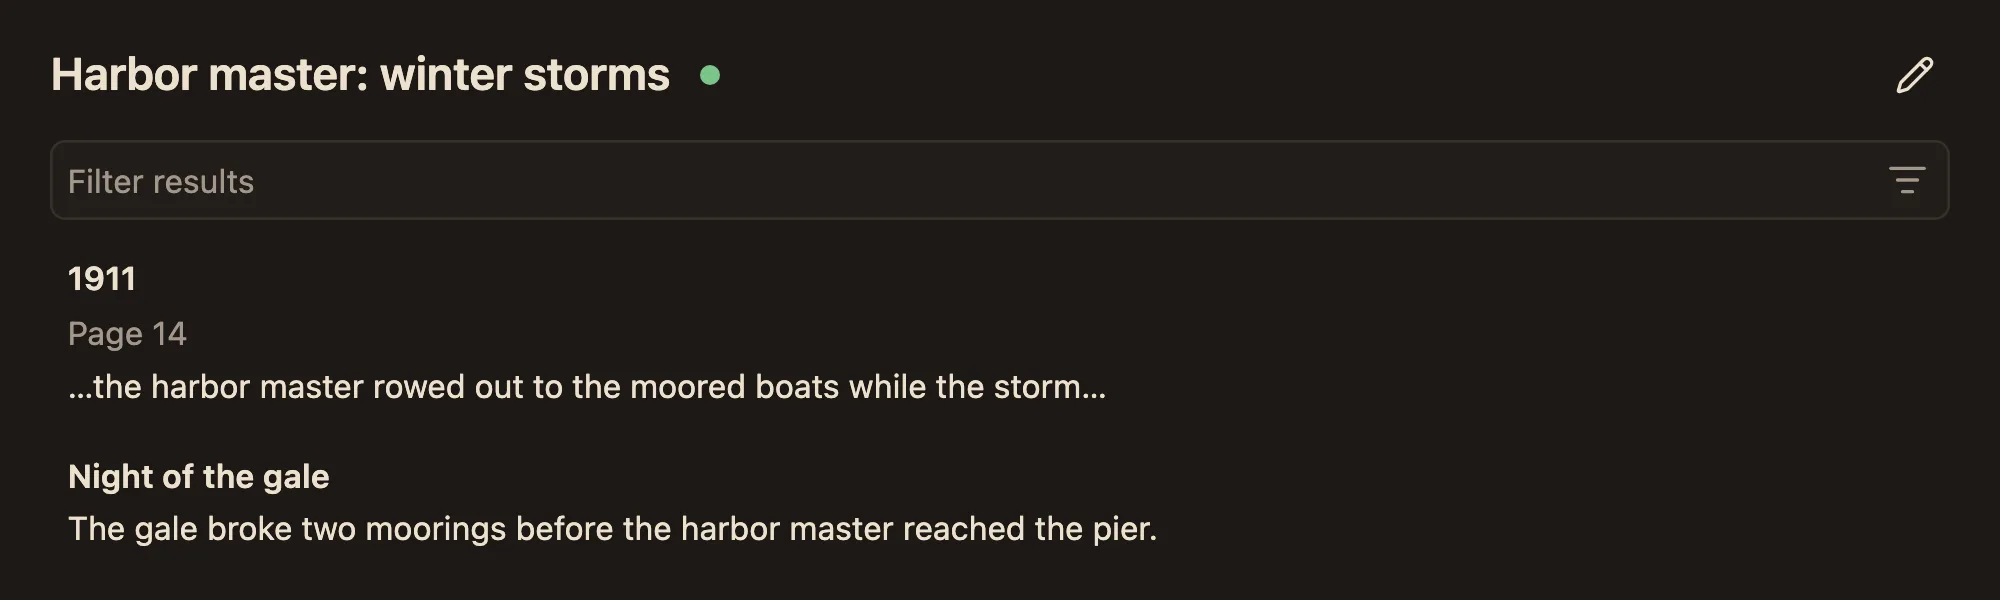 Harbor master: winter storms
Filter results
1911
Page 14
...the harbor master rowed out to the moored boats while the storm...
Night of the gale
The gale broke two moorings before the harbor master reached the pier.